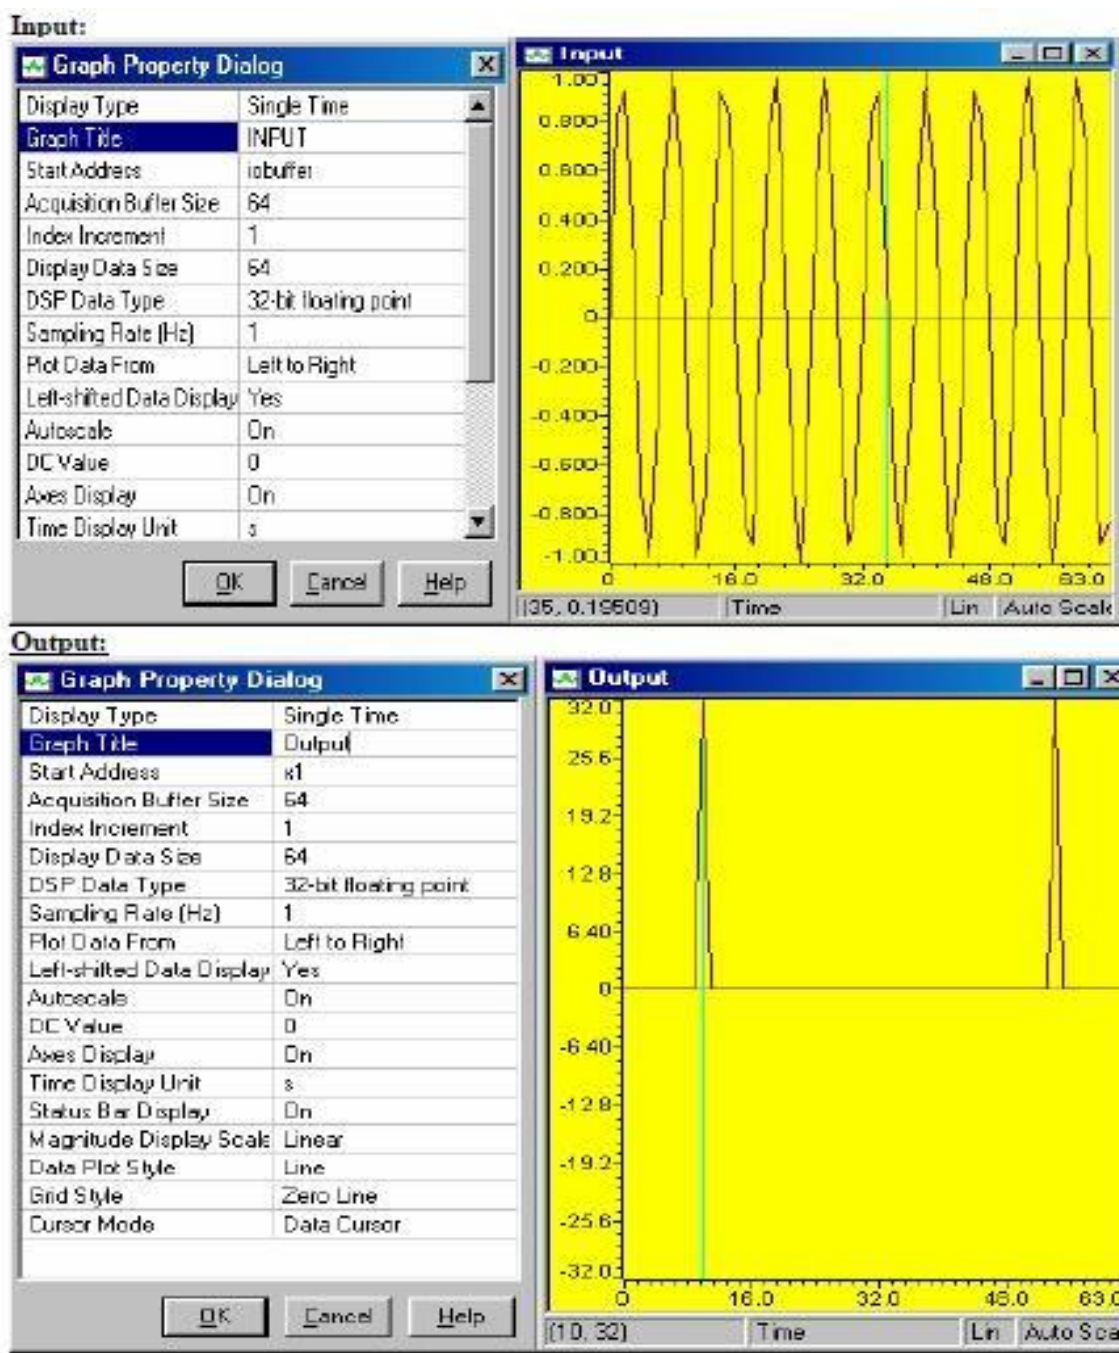 Input:
Graph Property Dialog
Display Type Single Time
Graph Title INPUT
Start Address iobuffer
Acquisition Buffer Size 64
Index Increment 1
Display Data Size 64
DSP Data Type 32-bit floating point
Sampling Rate (Hz) 1
Plot Data From Left to Right
Left-shifted Data Display Yes
Autoscale On
DC Value 0
Axes Display On
Time Display Unit s
OK Cancel Help
Input
1.00
0.800
0.600
0.400
0.200
0
-0.200
-0.400
-0.600
-0.800
-1.00
0 16.0 32.0 48.0 63.0
(35, 0.19509) Time Lin Auto Scale
Output:
Graph Property Dialog
Display Type Single Time
Graph Title Output
Start Address x1
Acquisition Buffer Size 64
Index Increment 1
Display Data Size 64
DSP Data Type 32-bit floating point
Sampling Rate (Hz) 1
Plot Data From Left to Right
Left-shifted Data Display Yes
Autoscale On
DC Value 0
Axes Display On
Time Display Unit s
Status Bar Display On
Magnitude Display Scale Linear
Data Plot Style Line
Grid Style Zero Line
Cursor Mode Data Cursor
OK Cancel Help
Output
32.0
25.6
19.2
12.8
6.40
0
-6.40
-12.8
-19.2
-25.6
-32.0
0 16.0 32.0 48.0 63.0
(10, 32) Time Lin Auto Sca